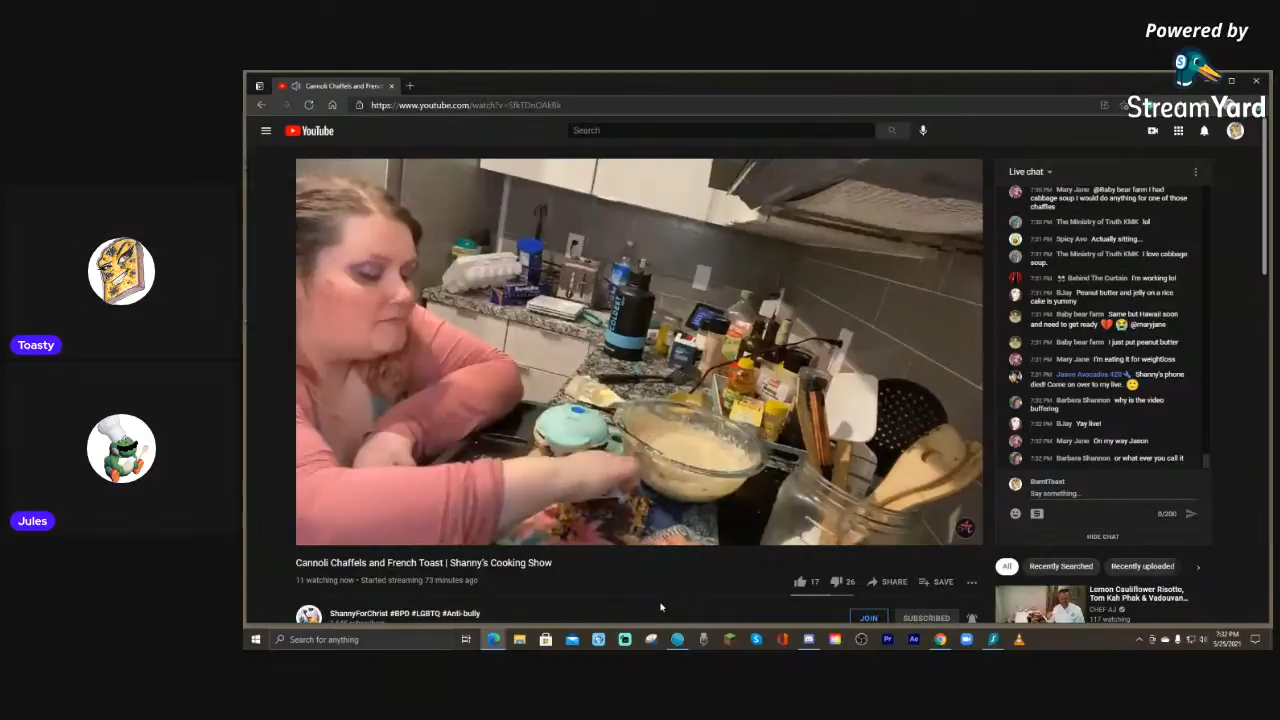 Powered by
StreamYard
Cannoli Chaffels and Frenc
https://www.youtube.com/watch?v=SfkTDnOAkBk
YouTube
Search
Live chat
7:30 PM Mary Jane @Baby bear farm I had
cabbage soup I would do anything for one of those
chaffles
7:30 PM The Ministry of Truth KMK lol
7:31 PM Spicy Avo Actually sitting...
7:31 PM The Ministry of Truth KMK I love cabbage
soup.
7:31 PM Behind The Curtain I'm working lol
7:31 PM BJay Peanut butter and jelly on a rice
cake is yummy
7:31 PM Baby bear farm Same but Hawaii soon
and need to get ready 💔 😭 @maryjane
7:31 PM Baby bear farm I just put peanut butter
7:31 PM Mary Jane I'm eating it for weightloss
7:31 PM Jason Avocados 420 Shanny's phone
died! Come on over to my live.
7:32 PM Barbara Shannon why is the video
buffering
7:32 PM BJay Yay live!
7:32 PM Mary Jane On my way Jason
7:32 PM Barbara Shannon or what ever you call it
BurntToast
Say something...
0/200
HIDE CHAT
COLDEST
Toasty
Jules
Cannoli Chaffels and French Toast | Shanny's Cooking Show
11 watching now • Started streaming 73 minutes ago
17
26
SHARE
SAVE
ShannyForChrist #BPD #LGBTQ #Anti-bully
JOIN
SUBSCRIBED
All
Recently Searched
Recently uploaded
Lemon Cauliflower Risotto,
Tom Kah Phak & Vadouvan...
CHEF AJ
117 watching
Search for anything
7:32 PM
5/25/2021